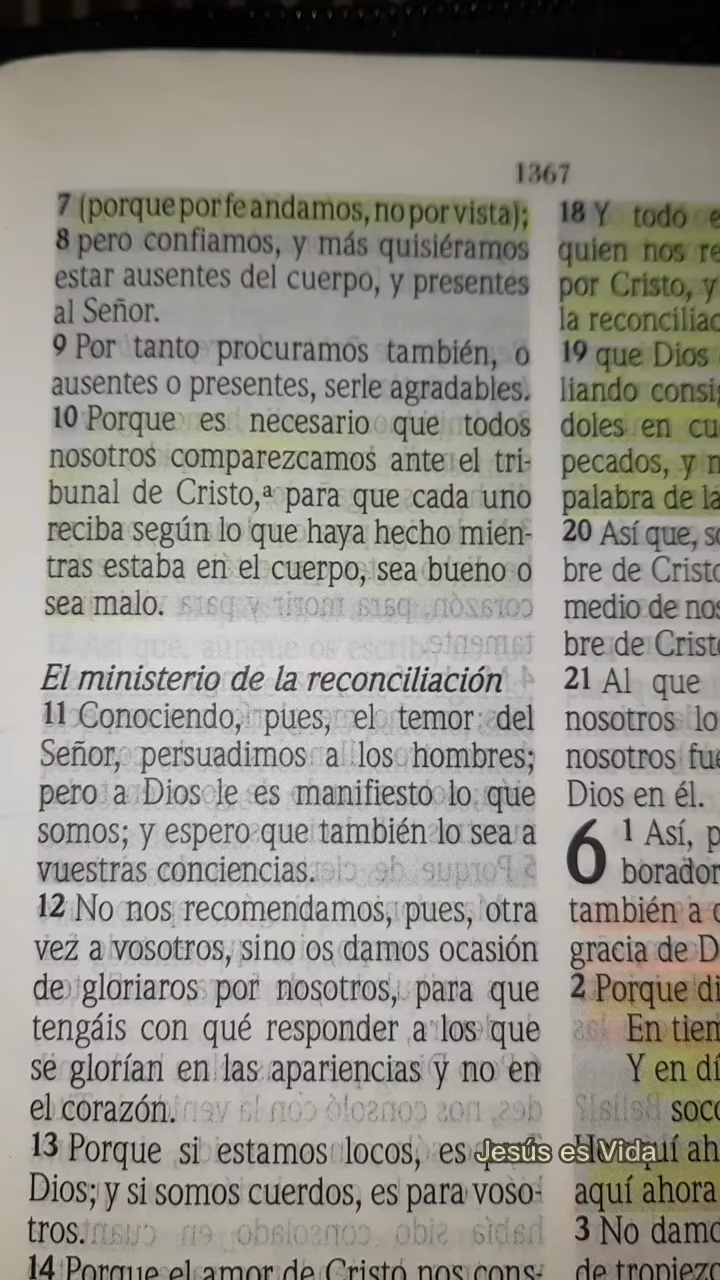 1367
7 (porque por fe andamos, no por vista);
8 pero confiamos, y más quisiéramos
estar ausentes del cuerpo, y presentes
al Señor.
9 Por tanto procuramos también, o
ausentes o presentes, serle agradables.
10 Porque es necesario que todos
nosotros comparezcamos ante el tri-
bunal de Cristo,ª para que cada uno
reciba según lo que haya hecho mien-
tras estaba en el cuerpo, sea bueno o
sea malo.
El ministerio de la reconciliación
11 Conociendo, pues, el temor del
Señor, persuadimos a los hombres;
pero a Dios le es manifiesto lo que
somos; y espero que también lo sea a
vuestras conciencias.
12 No nos recomendamos, pues, otra
vez a vosotros, sino os damos ocasión
de gloriaros por nosotros, para que
tengáis con qué responder a los que
se glorían en las apariencias y no en
el corazón.
13 Porque si estamos locos, es
Dios; y si somos cuerdos, es para voso-
tros.
14 Porque el amor de Cristo nos cons-
18 Y todo e
quien nos re
por Cristo, y
la reconciliac
19 que Dios
liando consig
doles en cu
pecados, y n
palabra de la
20 Así que, so
bre de Cristo
medio de nos
bre de Cristo
21 Al que
nosotros lo
nosotros fue
Dios en él.
6 1 Así, p
borador
también a
gracia de D
2 Porque di
En tiem
Y en dí
soco
aquí ah
aquí ahora
3 No damo
de tropiezo
Jesús es Vida